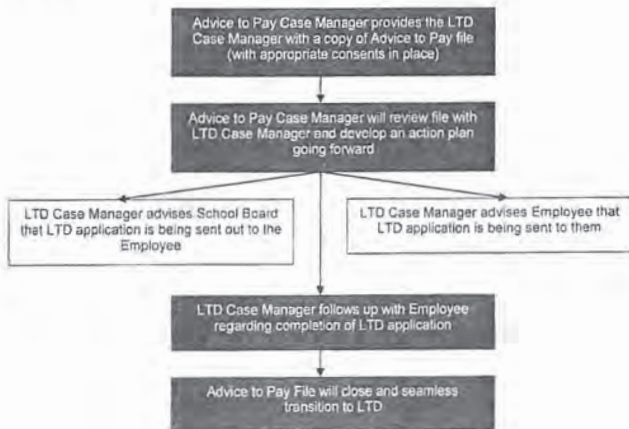 Advice to Pay Case Manager provides the LTD
Case Manager with a copy of Advice to Pay file
(with appropriate consents in place)
Advice to Pay Case Manager will review file with
LTD Case Manager and develop an action plan
going forward
LTD Case Manager advises School Board
that LTD application is being sent out to the
Employee
LTD Case Manager advises Employee that
LTD application is being sent to them
LTD Case Manager follows up with Employee
regarding completion of LTD application
Advice to Pay File will close and seamless
transition to LTD